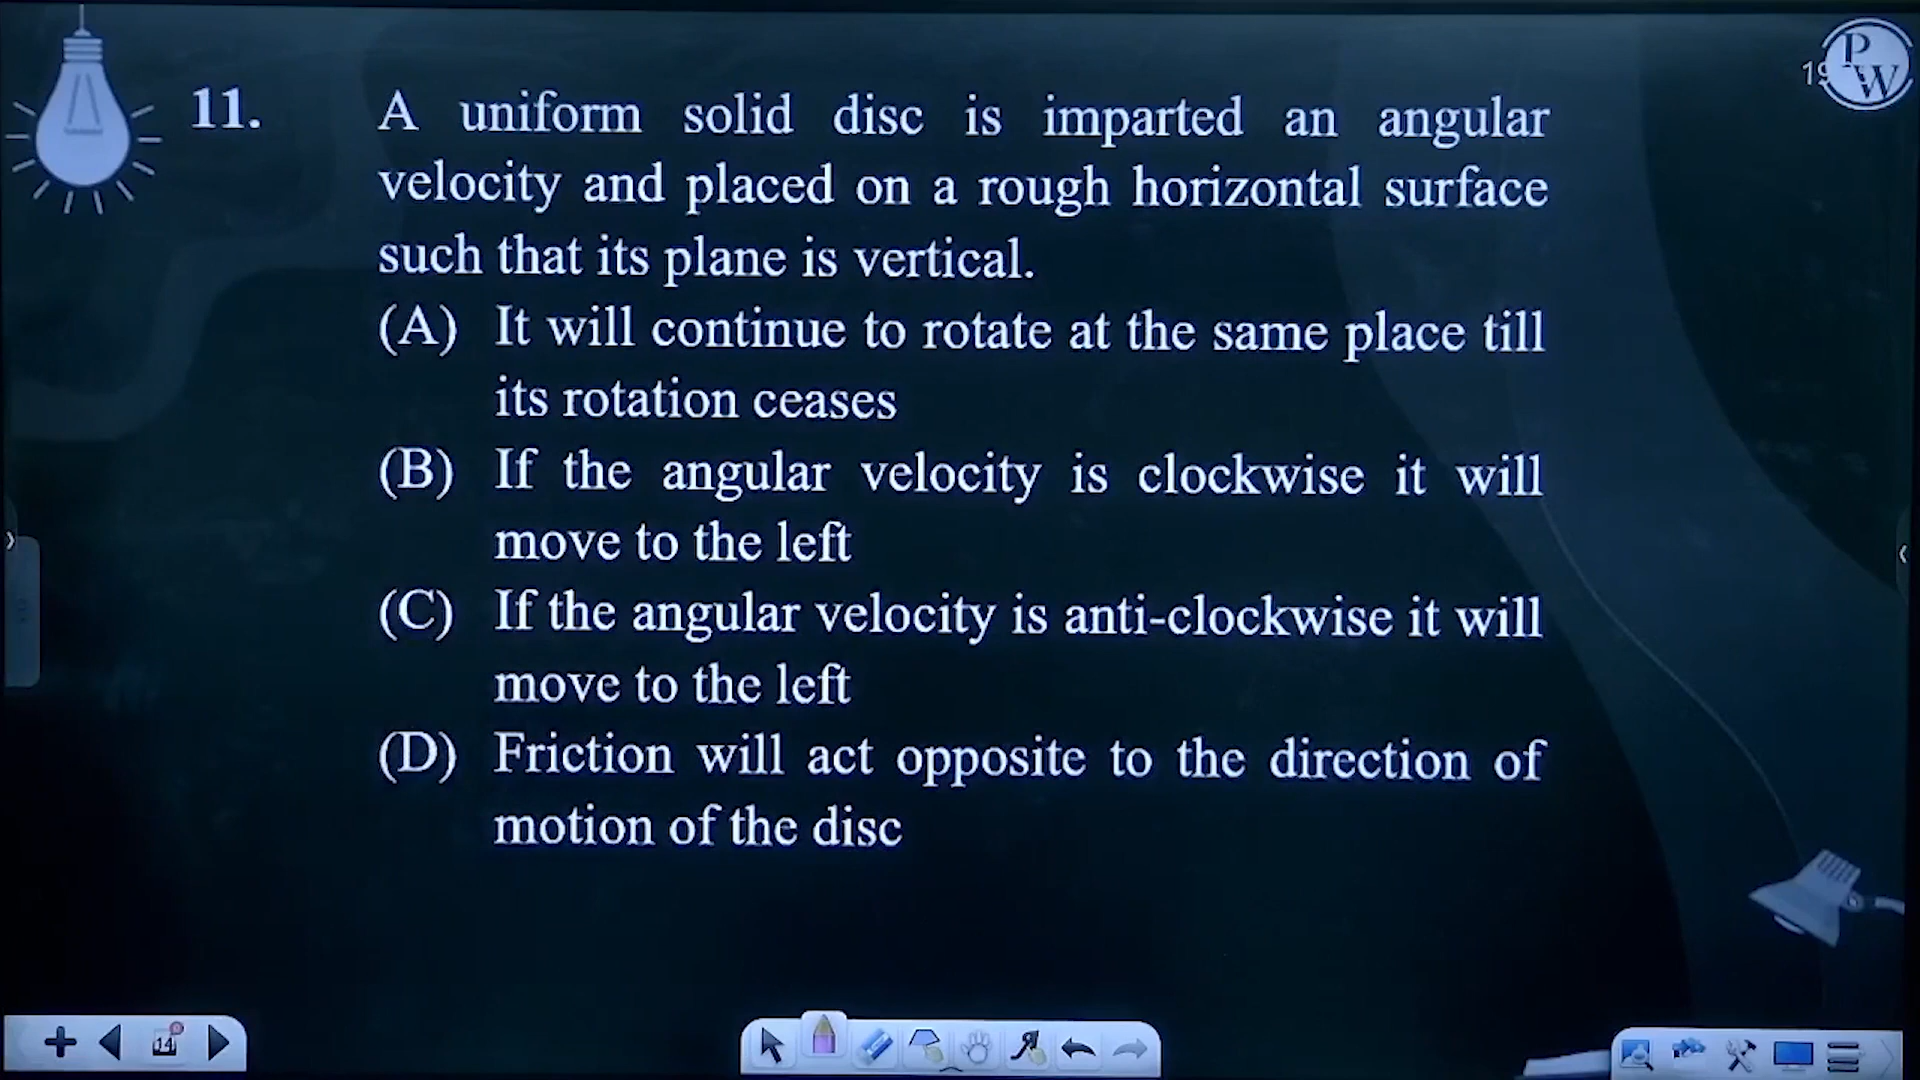 11. A uniform solid disc is imparted an angular
velocity and placed on a rough horizontal surface
such that its plane is vertical.
(A) It will continue to rotate at the same place till
its rotation ceases
(B) If the angular velocity is clockwise it will
move to the left
(C) If the angular velocity is anti-clockwise it will
move to the left
(D) Friction will act opposite to the direction of
motion of the disc
PW
14